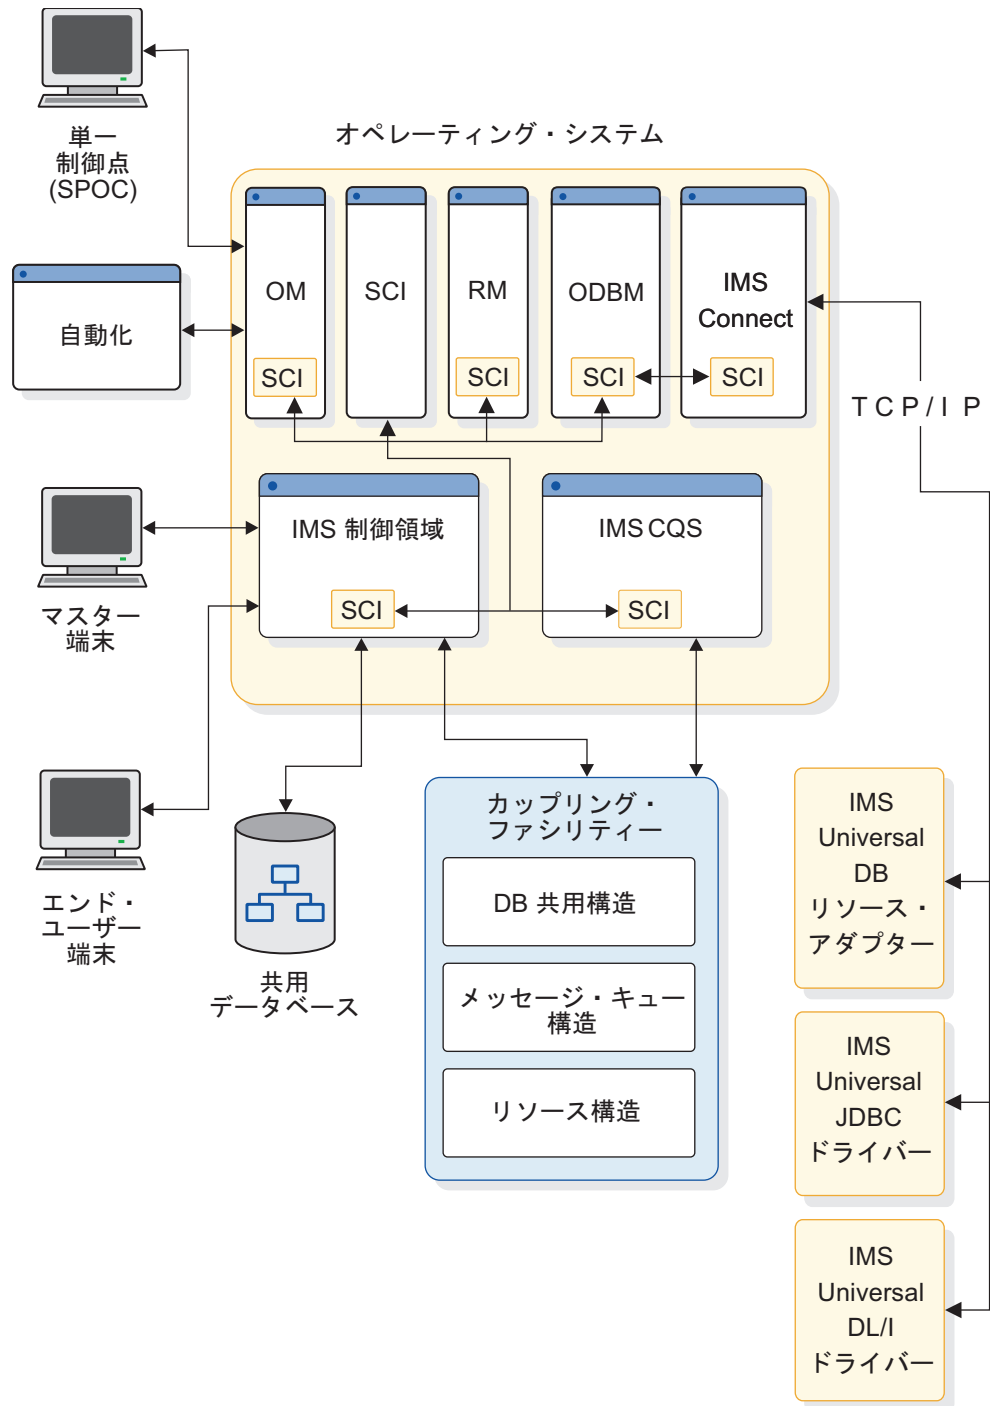 単一
制御点
(SPOC)
オペレーティング・システム
OM
SCI
RM
ODBM
IMS
Connect
SCI
SCI
SCI
SCI
自動化
TCP/IP
IMS 制御領域
IMS CQS
SCI
SCI
マスター
端末
エンド・
ユーザー
端末
共用
データベース
カップリング・
ファシリティー
DB 共用構造
メッセージ・キュー
構造
リソース構造
IMS
Universal
DB
リソース・
アダプター
IMS
Universal
JDBC
ドライバー
IMS
Universal
DL/I
ドライバー